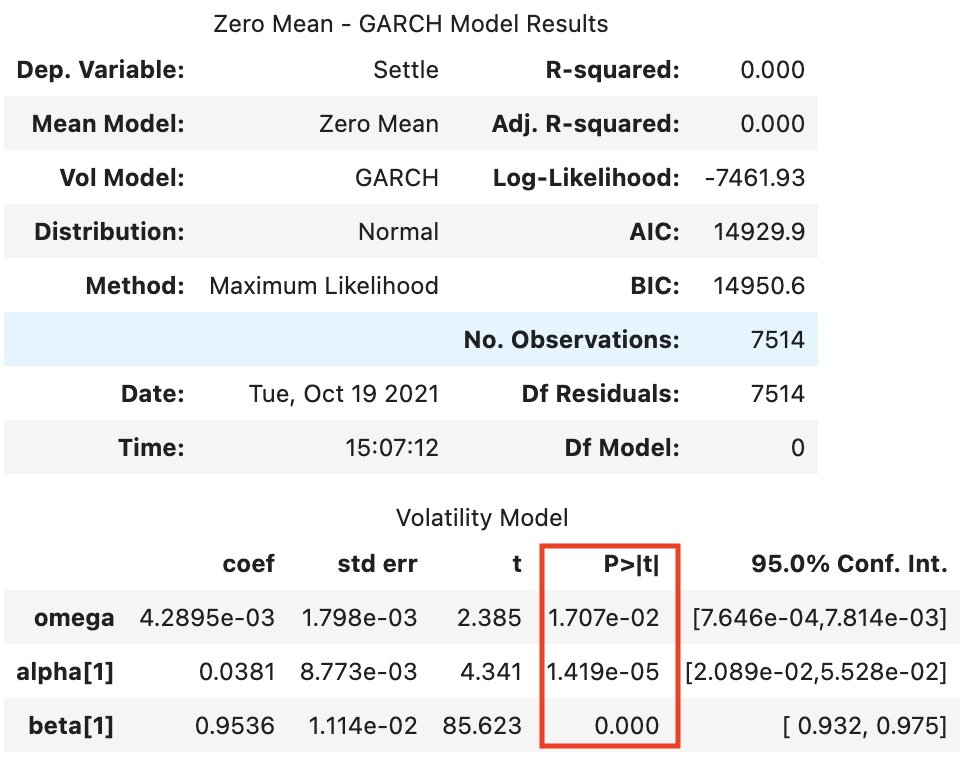 Zero Mean - GARCH Model Results
Dep. Variable: Settle R-squared: 0.000
Mean Model: Zero Mean Adj. R-squared: 0.000
Vol Model: GARCH Log-Likelihood: -7461.93
Distribution: Normal AIC: 14929.9
Method: Maximum Likelihood BIC: 14950.6
No. Observations: 7514
Date: Tue, Oct 19 2021 Df Residuals: 7514
Time: 15:07:12 Df Model: 0
Volatility Model
coef std err t P>|t| 95.0% Conf. Int.
omega 4.2895e-03 1.798e-03 2.385 1.707e-02 [7.646e-04,7.814e-03]
alpha[1] 0.0381 8.773e-03 4.341 1.419e-05 [2.089e-02,5.528e-02]
beta[1] 0.9536 1.114e-02 85.623 0.000 [ 0.932, 0.975]